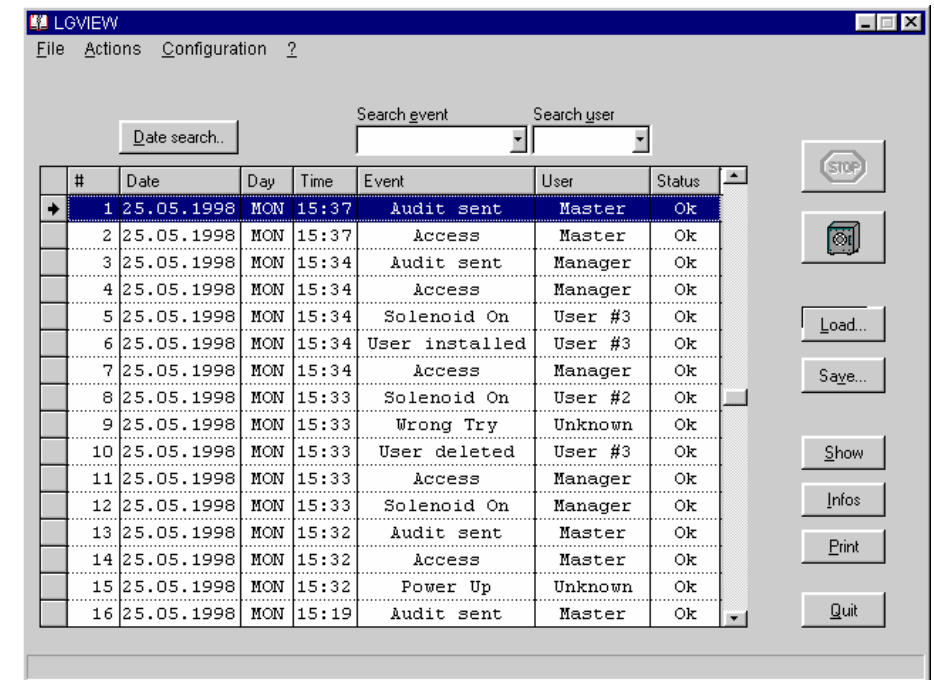 LGVIEW
File Actions Configuration ?
Search event Search user
Date search..
STOP
# Date Day Time Event User Status
1 25.05.1998 MON 15:37 Audit sent Master Ok
2 25.05.1998 MON 15:37 Access Master Ok
3 25.05.1998 MON 15:34 Audit sent Manager Ok
4 25.05.1998 MON 15:34 Access Manager Ok
5 25.05.1998 MON 15:34 Solenoid On User #3 Ok
6 25.05.1998 MON 15:34 User installed User #3 Ok
7 25.05.1998 MON 15:34 Access Manager Ok
8 25.05.1998 MON 15:33 Solenoid On User #2 Ok
9 25.05.1998 MON 15:33 Wrong Try Unknown Ok
10 25.05.1998 MON 15:33 User deleted User #3 Ok
11 25.05.1998 MON 15:33 Access Manager Ok
12 25.05.1998 MON 15:33 Solenoid On Manager Ok
13 25.05.1998 MON 15:32 Audit sent Master Ok
14 25.05.1998 MON 15:32 Access Master Ok
15 25.05.1998 MON 15:32 Power Up Unknown Ok
16 25.05.1998 MON 15:19 Audit sent Master Ok
Load...
Save...
Show
Infos
Print
Quit